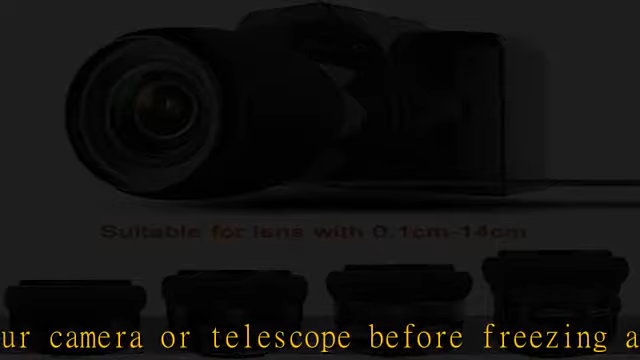 Suitable for lens with 0.1cm-14cm
ur camera or telescope before freezing a